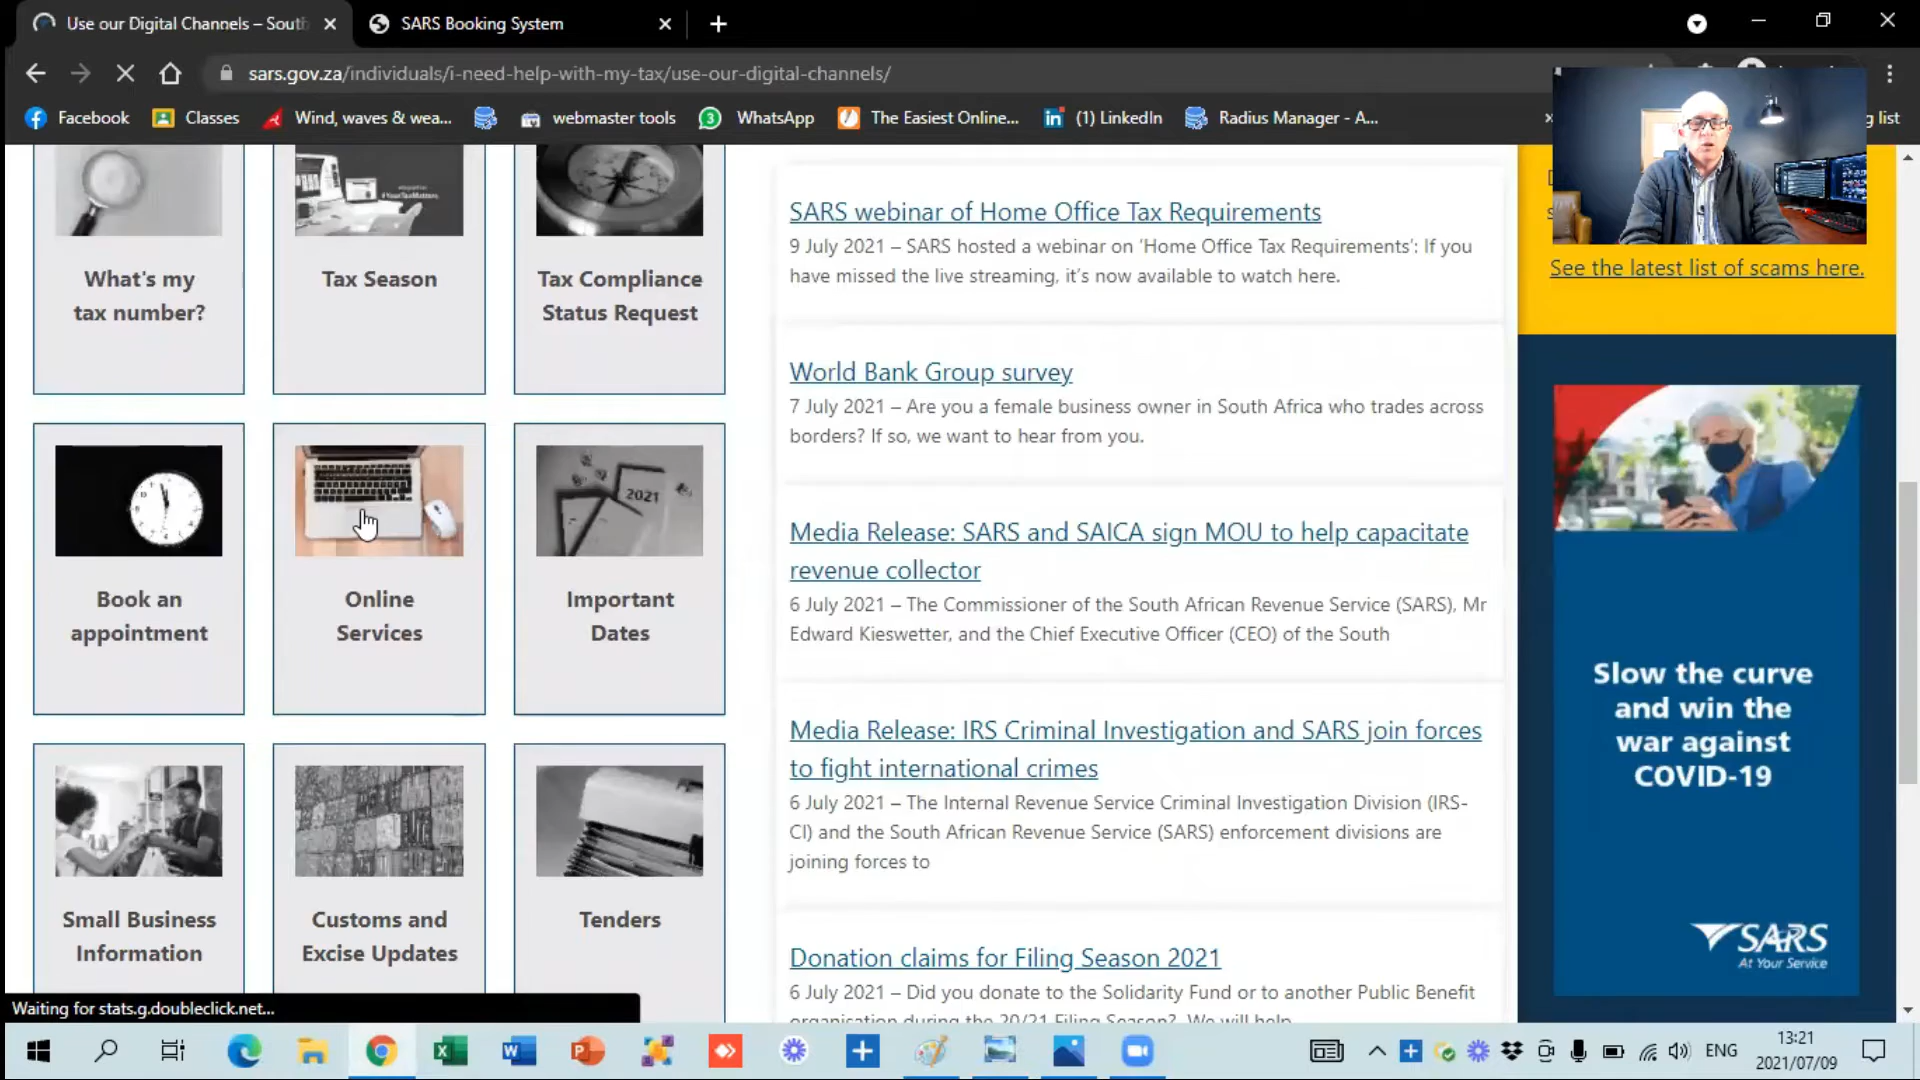 Use our Digital Channels – South
SARS Booking System
sars.gov.za/individuals/i-need-help-with-my-tax/use-our-digital-channels/
Facebook
Classes
Wind, waves & wea...
webmaster tools
3
WhatsApp
The Easiest Online...
(1) LinkedIn
Radius Manager - A...
g list
What's my
tax number?
#YourTaxMatters
Tax Season
Tax Compliance
Status Request
Book an
appointment
Online
Services
2021
Important
Dates
Small Business
Information
Customs and
Excise Updates
Tenders
SARS webinar of Home Office Tax Requirements
9 July 2021 – SARS hosted a webinar on ‘Home Office Tax Requirements’: If you
have missed the live streaming, it’s now available to watch here.
World Bank Group survey
7 July 2021 – Are you a female business owner in South Africa who trades across
borders? If so, we want to hear from you.
Media Release: SARS and SAICA sign MOU to help capacitate
revenue collector
6 July 2021 – The Commissioner of the South African Revenue Service (SARS), Mr
Edward Kieswetter, and the Chief Executive Officer (CEO) of the South
Media Release: IRS Criminal Investigation and SARS join forces
to fight international crimes
6 July 2021 – The Internal Revenue Service Criminal Investigation Division (IRS-
CI) and the South African Revenue Service (SARS) enforcement divisions are
joining forces to
Donation claims for Filing Season 2021
6 July 2021 – Did you donate to the Solidarity Fund or to another Public Benefit
organisation during the 20/21 Filing Season? We will help
See the latest list of scams here.
Slow the curve
and win the
war against
COVID-19
SARS
At Your Service
Waiting for stats.g.doubleclick.net...
ENG
13:21
2021/07/09